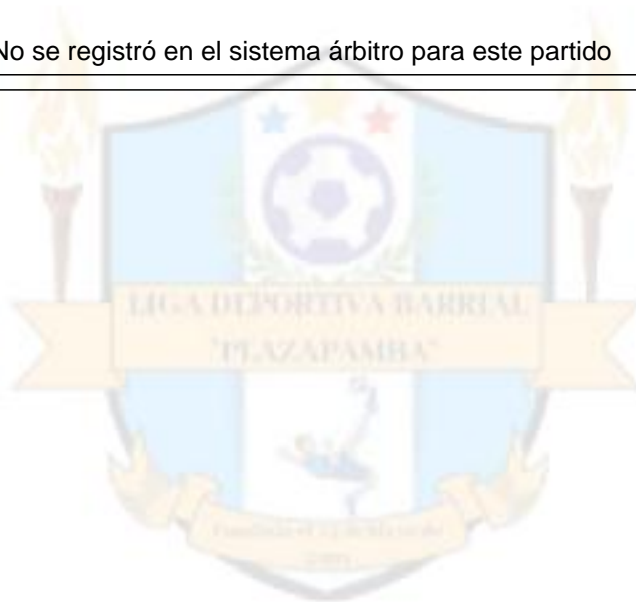 No se registró en el sistema árbitro para este partido
LIGA DEPORTIVA BARRIAL
"PLAZAPAMBA"